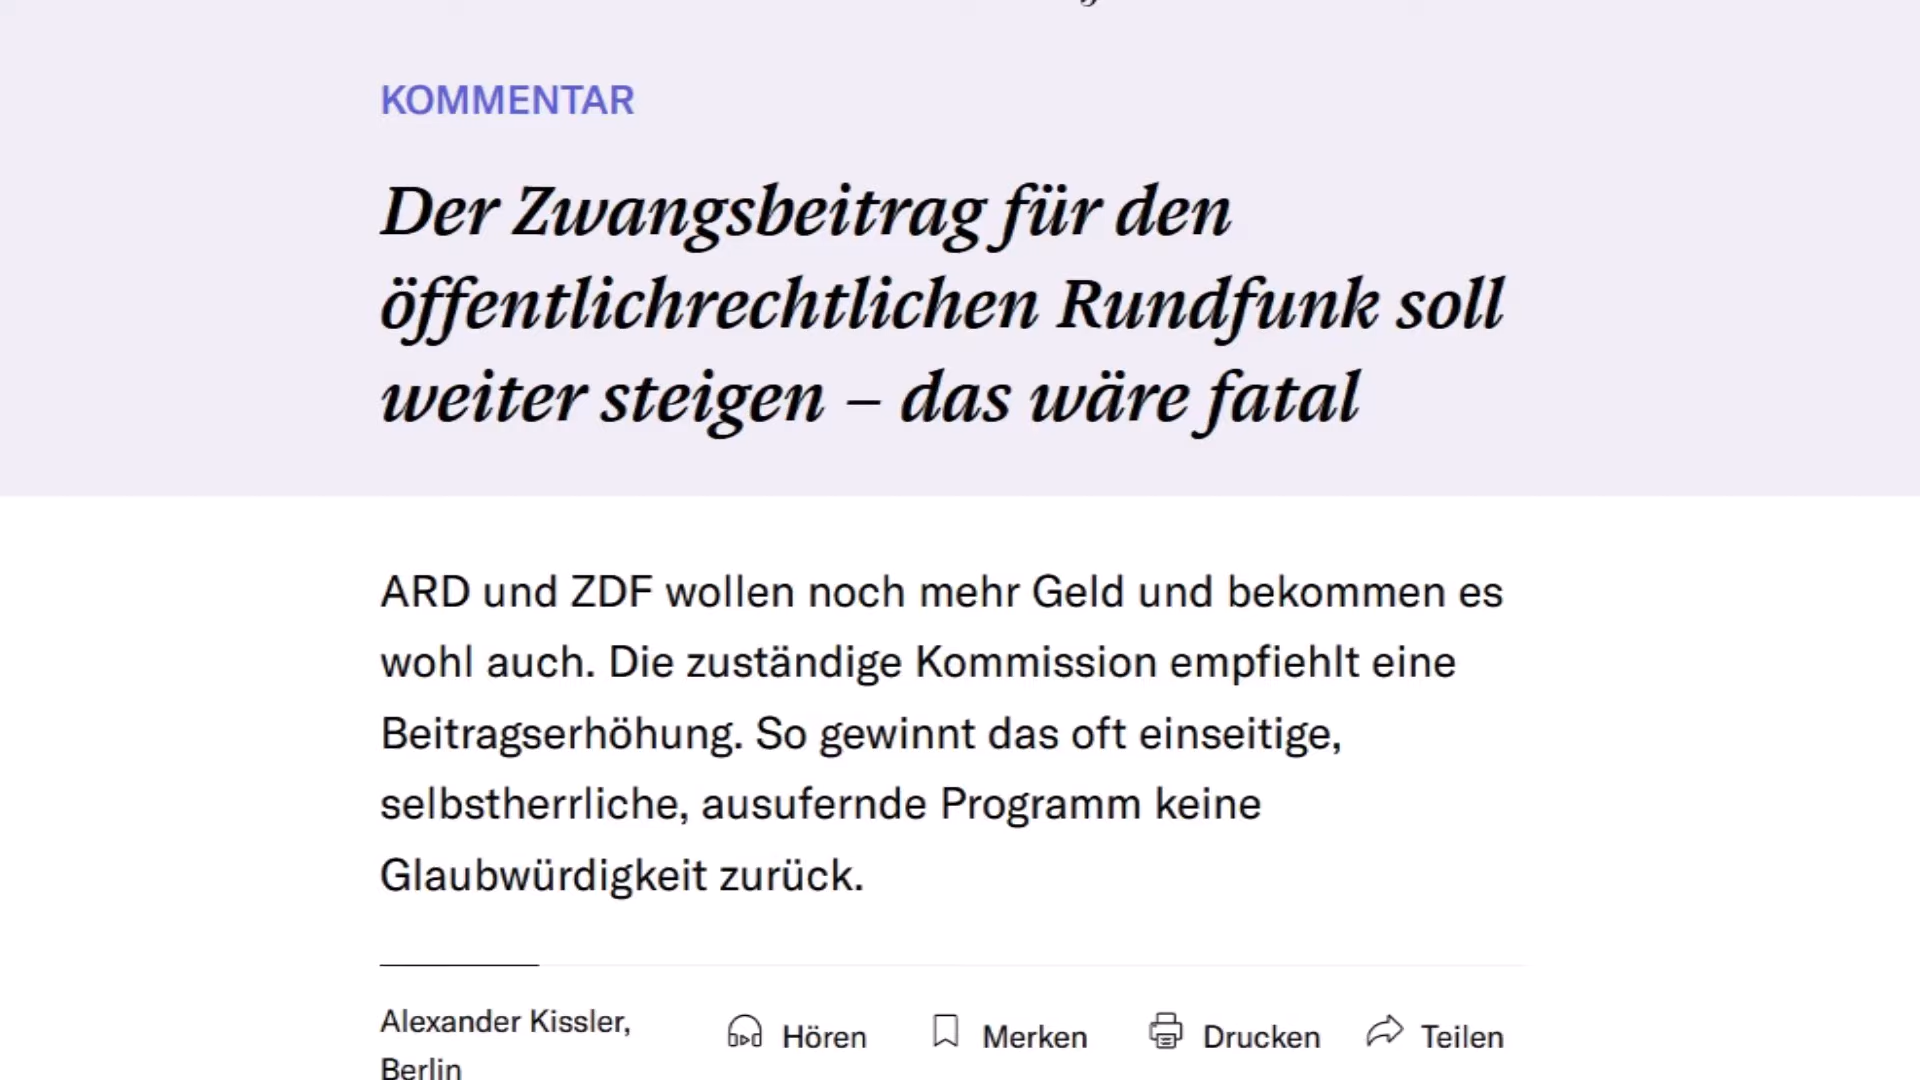 KOMMENTAR
Der Zwangsbeitrag für den
öffentlichrechtlichen Rundfunk soll
weiter steigen – das wäre fatal
ARD und ZDF wollen noch mehr Geld und bekommen es
wohl auch. Die zuständige Kommission empfiehlt eine
Beitragserhöhung. So gewinnt das oft einseitige,
selbstherrliche, ausufernde Programm keine
Glaubwürdigkeit zurück.
Alexander Kissler,
Berlin
Hören
Merken
Drucken
Teilen